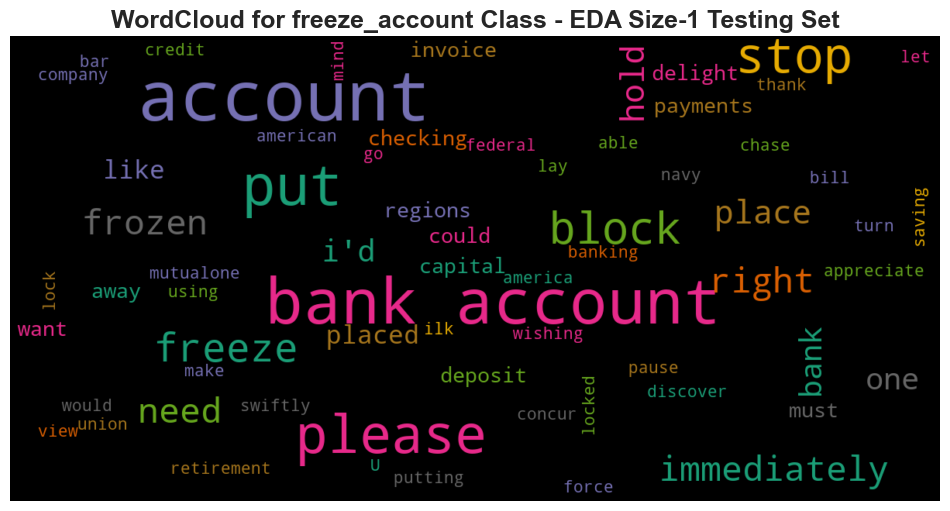 WordCloud for freeze_account Class - EDA Size-1 Testing Set
credit
mind
invoice
stop
let
bar
company
account
hold
delight
thank
payments
american
checking
go
federal
able
chase
like
put
lay
navy
bill
saving
frozen
regions
block
place
turn
i'd
could
banking
mutualone
capital
america
right
appreciate
lock
away
using
bank account
want
freeze
placed
ilk
wishing
bank
make
deposit
pause
discover
one
would
need
swiftly
concur
locked
must
view
union
please
retirement
U
putting
force
immediately